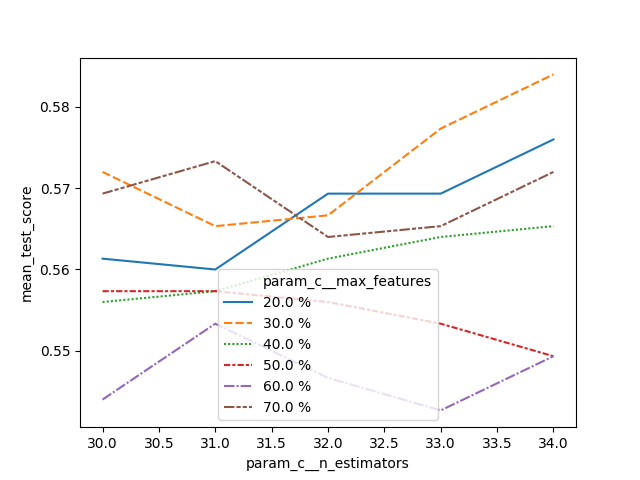 0.58
0.57
0.56
0.55
mean_test_score
param_c__max_features
20.0 %
30.0 %
40.0 %
50.0 %
60.0 %
70.0 %
30.0 30.5 31.0 31.5 32.0 32.5 33.0 33.5 34.0
param_c__n_estimators